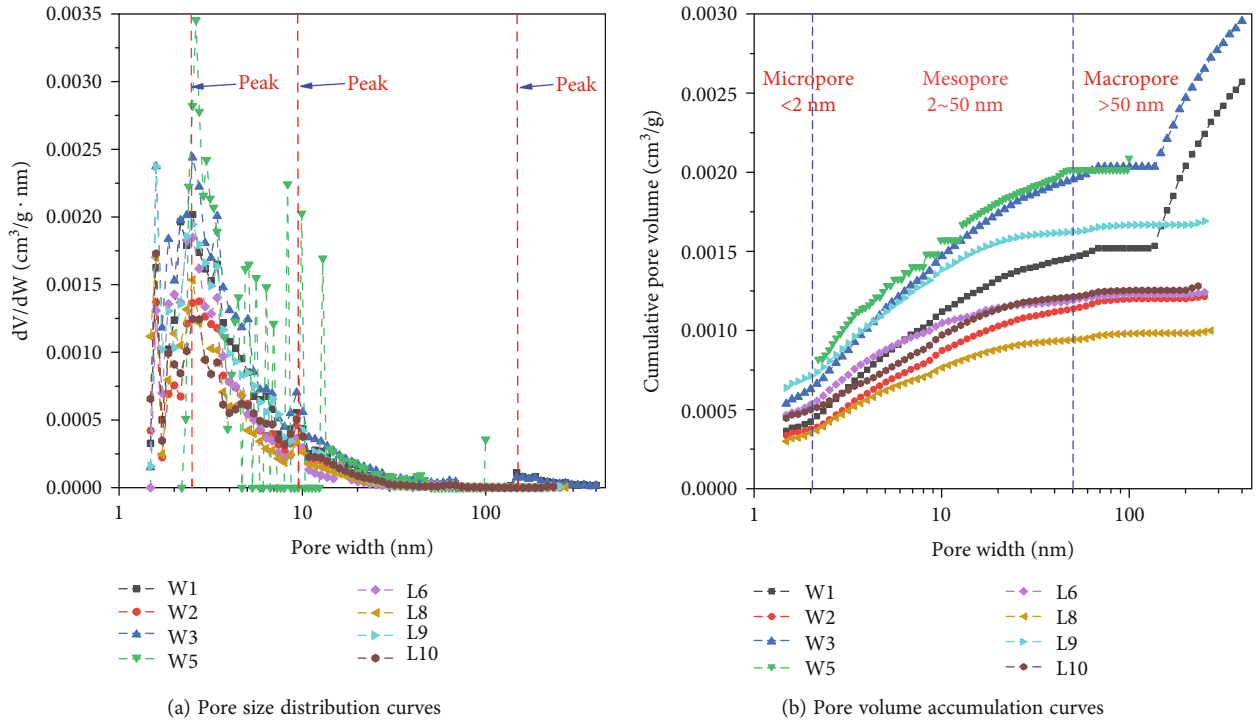 0.0035
0.0030
0.0025
0.0020
0.0015
0.0010
0.0005
0.0000
dV/dW (cm³/g · nm)
Peak
Peak
Peak
1 10 100
Pore width (nm)
W1
W2
W3
W5
L6
L8
L9
L10
(a) Pore size distribution curves
0.0030
0.0025
0.0020
0.0015
0.0010
0.0005
0.0000
Cumulative pore volume (cm³/g)
Micropore
<2 nm
Mesopore
2~50 nm
Macropore
>50 nm
1 10 100
Pore width (nm)
W1
W2
W3
W5
L6
L8
L9
L10
(b) Pore volume accumulation curves